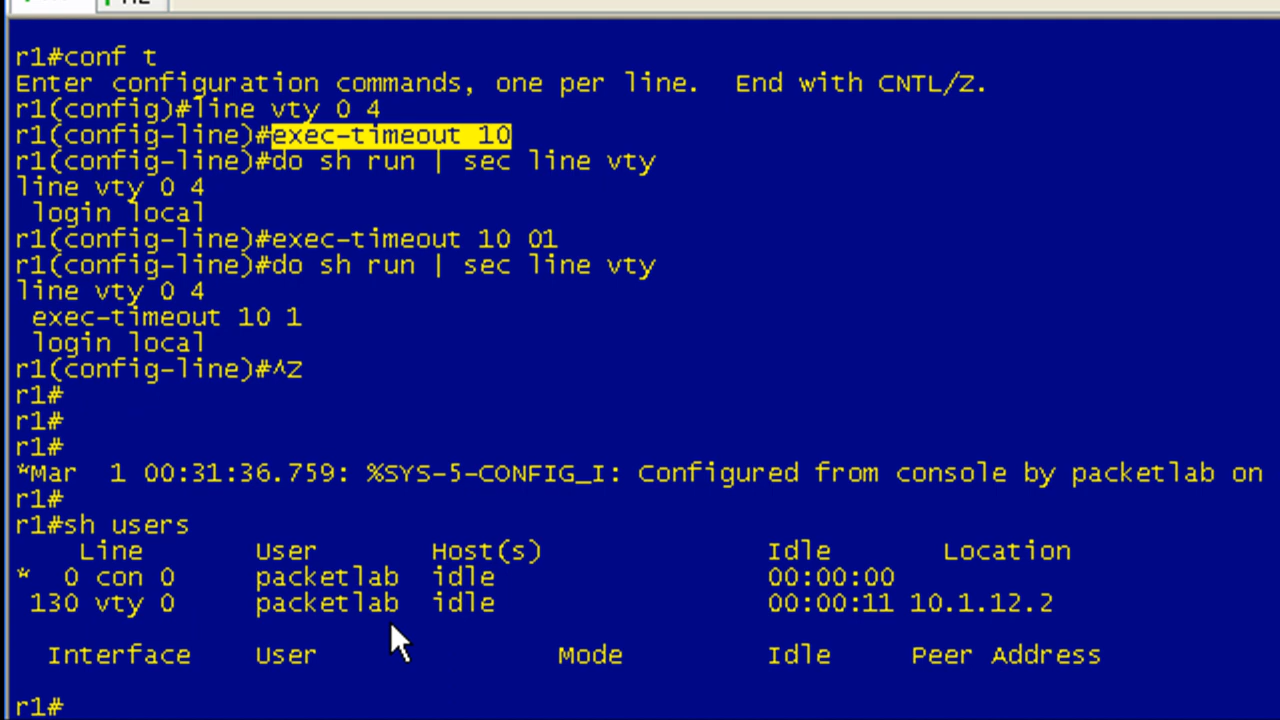 r1#conf t
Enter configuration commands, one per line.  End with CNTL/Z.
r1(config)#line vty 0 4
r1(config-line)#exec-timeout 10
r1(config-line)#do sh run | sec line vty
line vty 0 4
 login local
r1(config-line)#exec-timeout 10 01
r1(config-line)#do sh run | sec line vty
line vty 0 4
 exec-timeout 10 1
 login local
r1(config-line)#^Z
r1#
r1#
r1#
*Mar  1 00:31:36.759: %SYS-5-CONFIG_I: Configured from console by packetlab on
r1#
r1#sh users
    Line       User       Host(s)              Idle       Location
*  0 con 0     packetlab  idle                 00:00:00
 130 vty 0     packetlab  idle                 00:00:11 10.1.12.2
  Interface    User               Mode         Idle     Peer Address
r1#